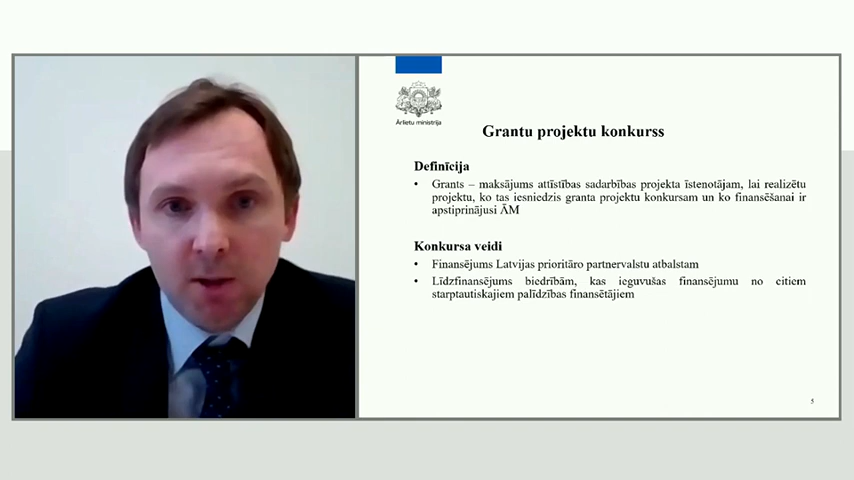 Ārlietu ministrija
Grantu projektu konkurss
Definīcija
• Grants – maksājums attīstības sadarbības projekta īstenotājam, lai realizētu
projektu, ko tas iesniedzis granta projektu konkursam un ko finansēšanai ir
apstiprinājusi ĀM
Konkursa veidi
• Finansējums Latvijas prioritāro partnervalstu atbalstam
• Līdzfinansējums biedrībām, kas ieguvušas finansējumu no citiem
starptautiskajiem palīdzības finansētājiem
5